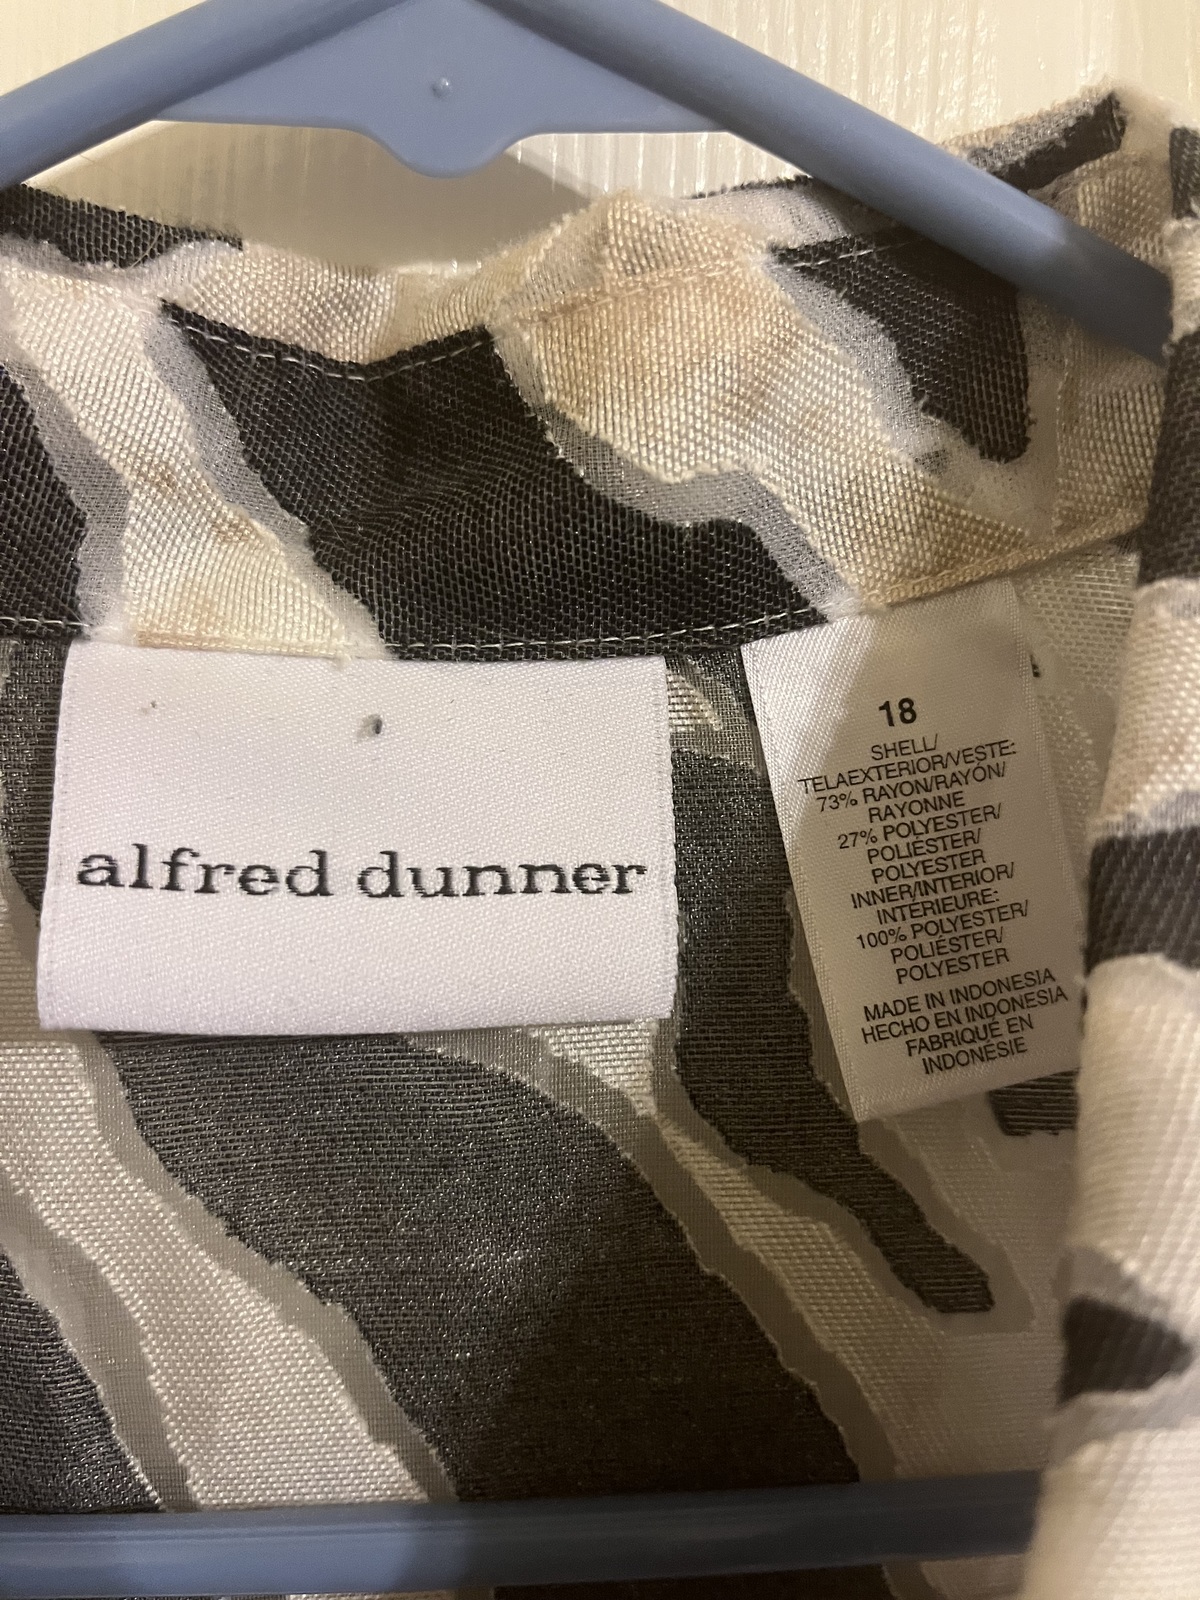 alfred dunner
18
SHELL/
TELAEXTERIOR/VESTE:
73% RAYON/RAYÓN/
RAYONNE
27% POLYESTER/
POLIÉSTER/
POLYESTER
INNER/INTERIOR/
INTÉRIEURE:
100% POLYESTER/
POLIÉSTER/
POLYESTER
MADE IN INDONESIA
HECHO EN INDONESIA
FABRIQUÉ EN
INDONÉSIE